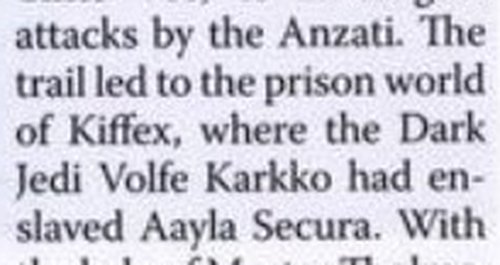 attacks by the Anzati. The
trail led to the prison world
of Kiffex, where the Dark
Jedi Volfe Karkko had en-
slaved Aayla Secura. With